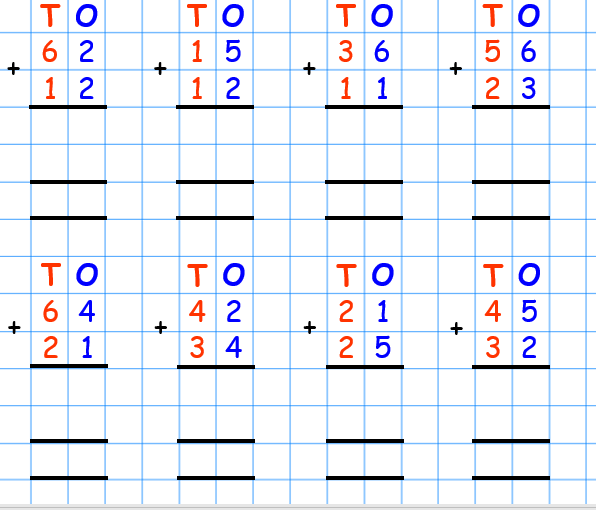 T O T O T O T O
6 2 1 5 3 6 5 6
+ + + +
1 2 1 2 1 1 2 3
T O T O T O T O
6 4 4 2 2 1 4 5
+ + + +
2 1 3 4 2 5 3 2